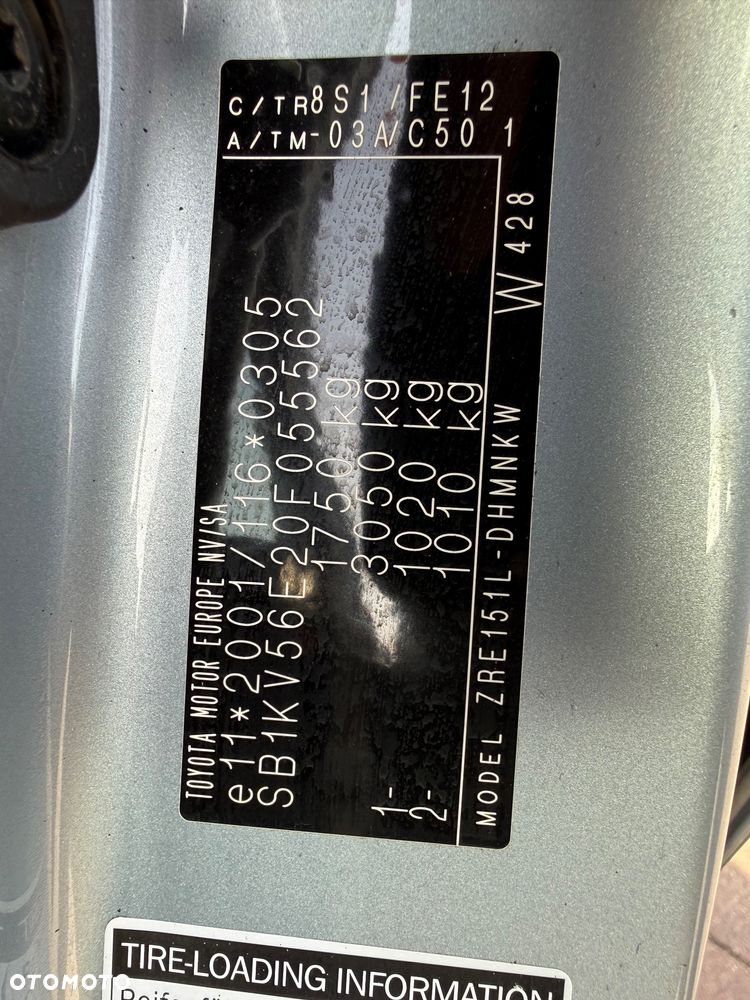 TOYOTA MOTOR EUROPE NV/SA
e11*2001/116*0305
SB1KV56E20F055562
1750 kg
3050 kg
1- 1020 kg
2- 1010 kg
MODEL ZRE151L-DHMNKW W 428
C/TR 8S1 /FE12
A/TM -03A/C50 1
TIRE-LOADING INFORMATION
OTOMOTO